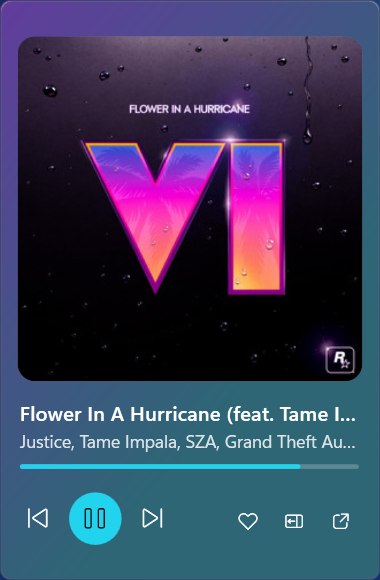 FLOWER IN A HURRICANE
VI
R
Flower In A Hurricane (feat. Tame I...
Justice, Tame Impala, SZA, Grand Theft Au...